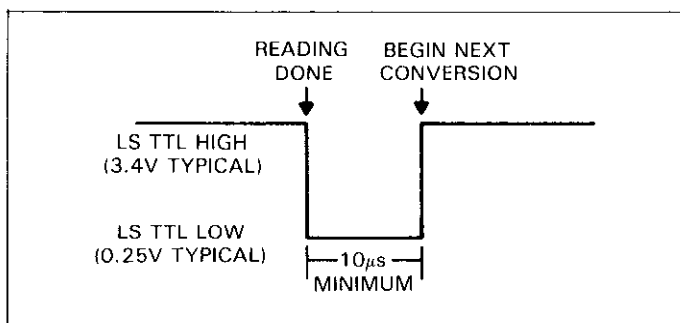 READING
DONE
BEGIN NEXT
CONVERSION
LS TTL HIGH
(3.4V TYPICAL)
LS TTL LOW
(0.25V TYPICAL)
10μs
MINIMUM